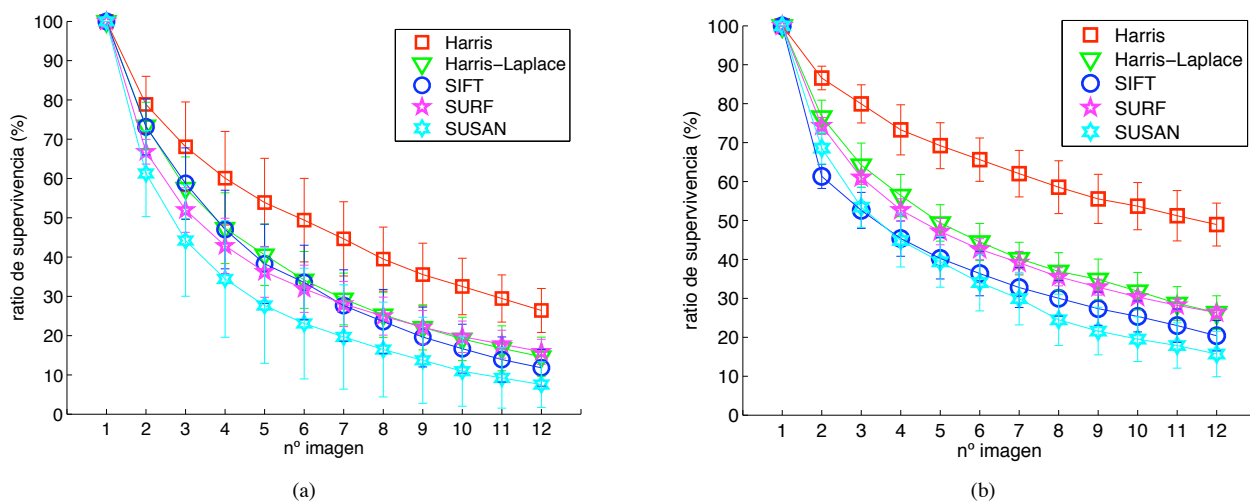 100
90
80
70
60
50
40
30
20
10
0
ratio de supervivencia (%)
Harris
Harris-Laplace
SIFT
SURF
SUSAN
1 2 3 4 5 6 7 8 9 10 11 12
nº imagen
(a)
100
90
80
70
60
50
40
30
20
10
0
ratio de supervivencia (%)
Harris
Harris-Laplace
SIFT
SURF
SUSAN
1 2 3 4 5 6 7 8 9 10 11 12
nº imagen
(b)